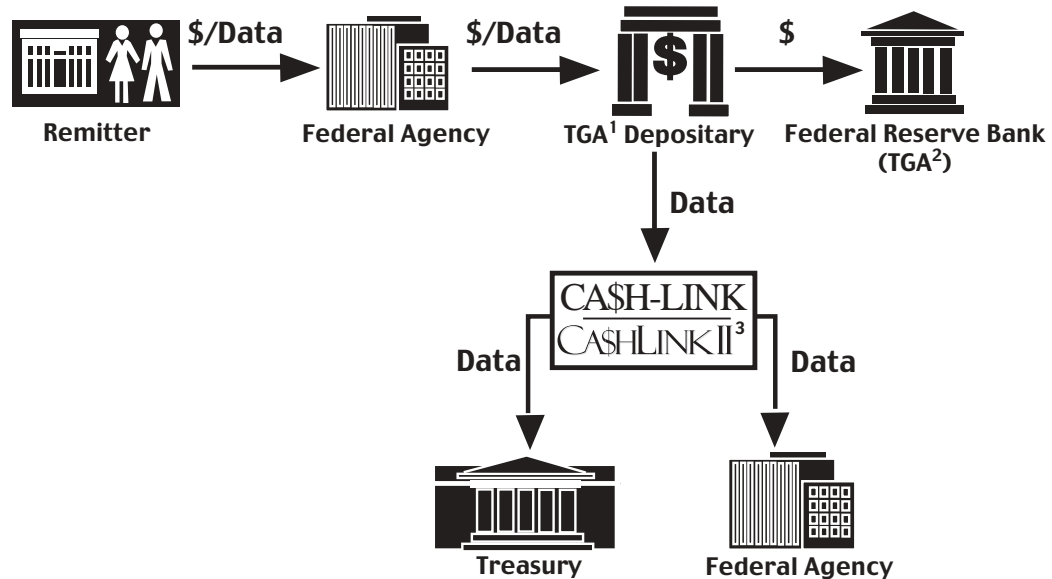 $/Data
$/Data
$
Remitter
Federal Agency
$
TGA¹ Depositary
Federal Reserve Bank
(TGA²)
Data
CA$H-LINK
CA$HLINK II³
Data
Data
Treasury
Federal Agency